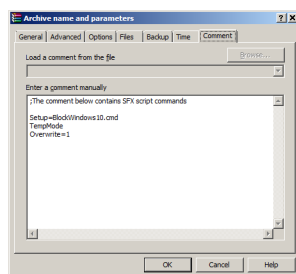 Archive name and parameters
General
Advanced
Options
Files
Backup
Time
Comment
Load a comment from the file
Browse...
Enter a comment manually
;The comment below contains SFX script commands
Setup=BlockWindows10.cmd
TempMode
Overwrite=1
OK
Cancel
Help